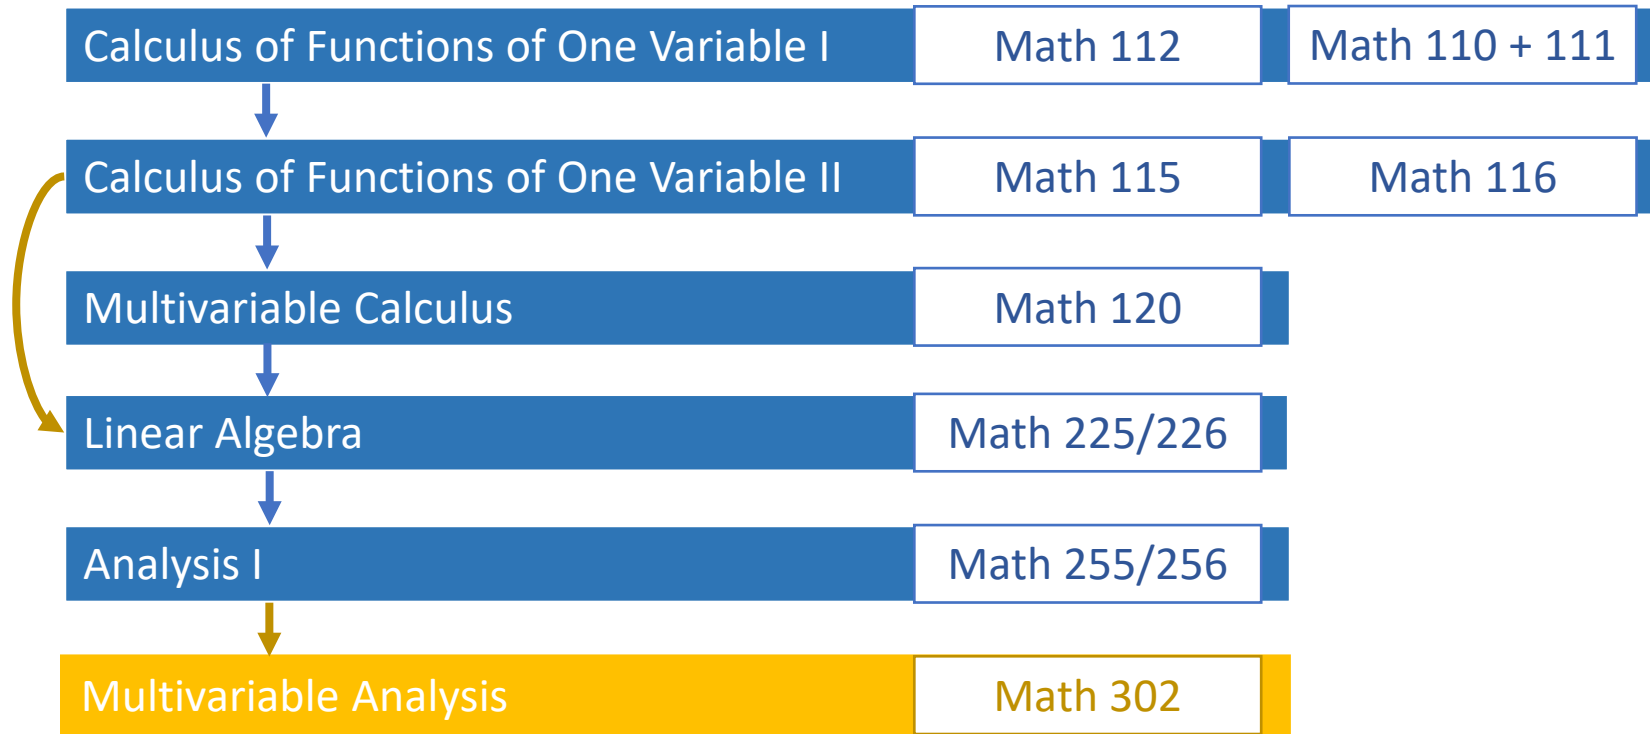 Calculus of Functions of One Variable I Math 112 Math 110 + 111
Calculus of Functions of One Variable II Math 115 Math 116
Multivariable Calculus Math 120
Linear Algebra Math 225/226
Analysis I Math 255/256
Multivariable Analysis Math 302